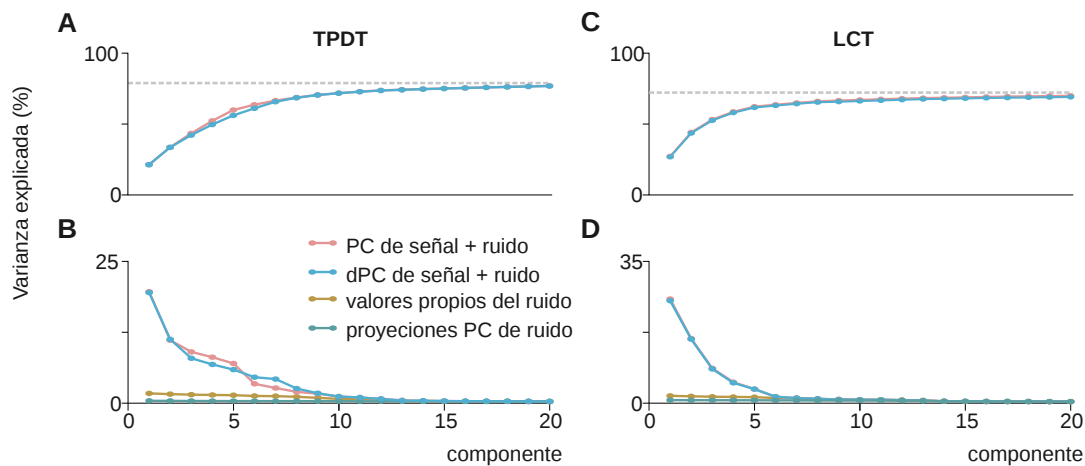 A
TPDT
C
LCT
100
100
Varianza explicada (%)
0
0
B
D
PC de señal + ruido
dPC de señal + ruido
valores propios del ruido
proyeciones PC de ruido
25
35
0
0
0
5
10
15
20
0
5
10
15
20
componente
componente